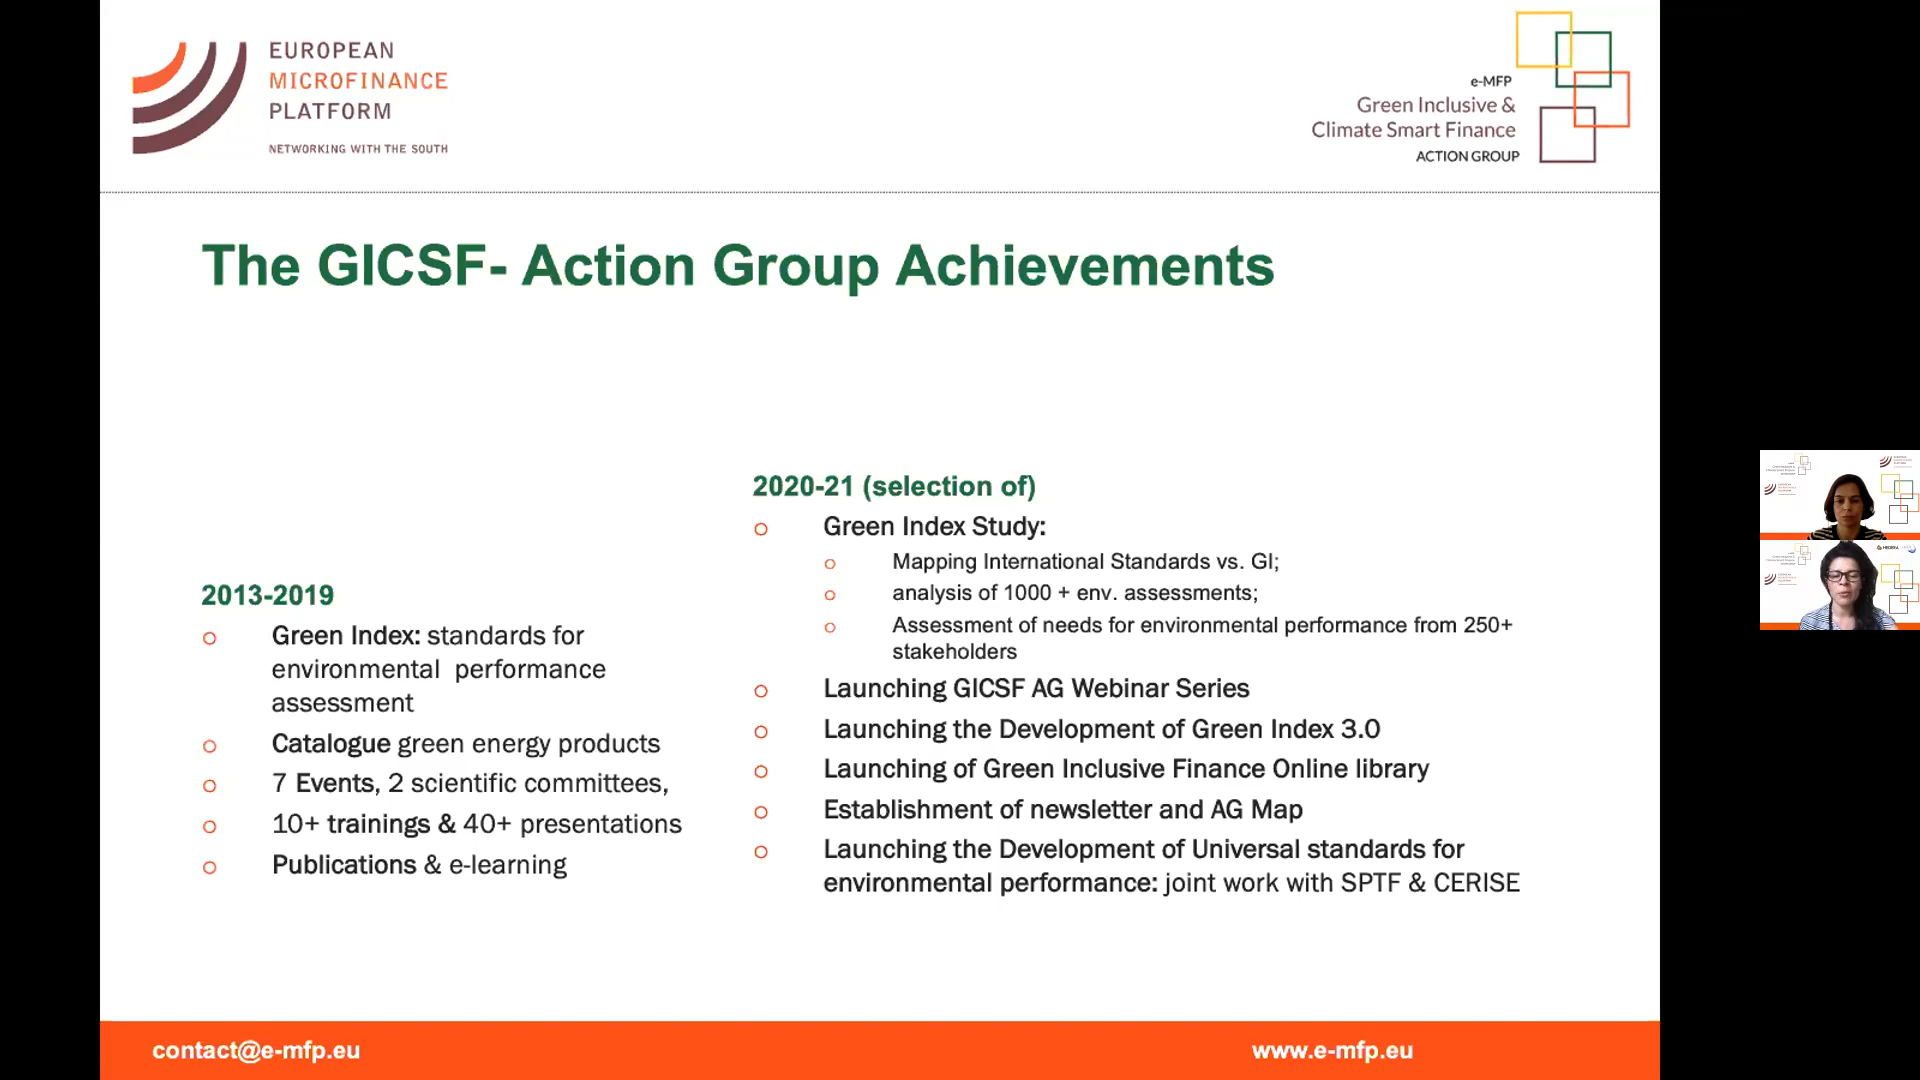 EUROPEAN
MICROFINANCE
PLATFORM
NETWORKING WITH THE SOUTH
e-MFP
Green Inclusive &
Climate Smart Finance
ACTION GROUP
The GICSF- Action Group Achievements
2013-2019
Green Index: standards for
environmental performance
assessment
Catalogue green energy products
7 Events, 2 scientific committees,
10+ trainings & 40+ presentations
Publications & e-learning
2020-21 (selection of)
Green Index Study:
Mapping International Standards vs. GI;
analysis of 1000 + env. assessments;
Assessment of needs for environmental performance from 250+
stakeholders
Launching GICSF AG Webinar Series
Launching the Development of Green Index 3.0
Launching of Green Inclusive Finance Online library
Establishment of newsletter and AG Map
Launching the Development of Universal standards for
environmental performance: joint work with SPTF & CERISE
contact@e-mfp.eu
www.e-mfp.eu